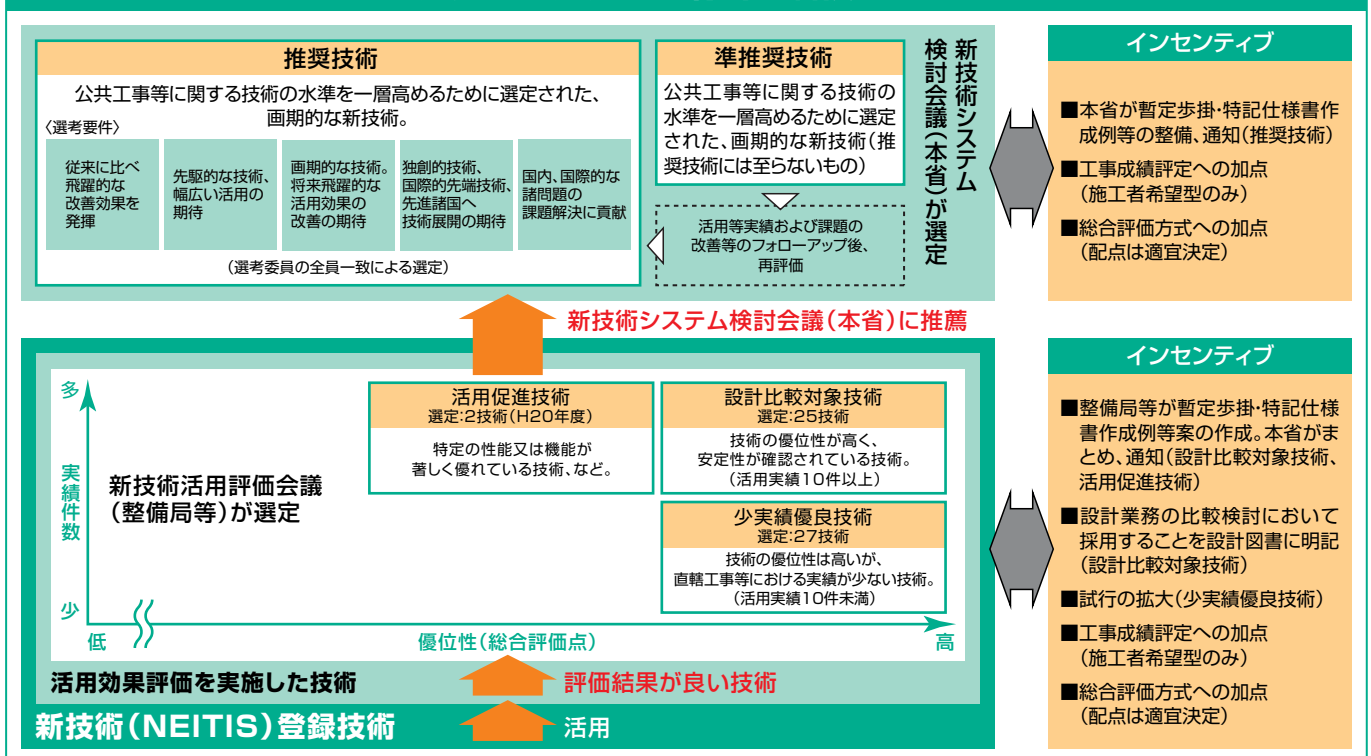 推奨技術
公共工事等に関する技術の水準を一層高めるために選定された、
画期的な新技術。
〈選考要件〉
従来に比べ
飛躍的な
改善効果を
発揮
先駆的な技術、
幅広い活用の
期待
画期的な技術。
将来飛躍的な
活用効果の
改善の期待
独創的技術、
国際的先端技術、
先進諸国へ
技術展開の期待
国内、国際的な
諸問題の
課題解決に貢献
(選考委員の全員一致による選定)
準推奨技術
公共工事等に関する技術の
水準を一層高めるために選定
された、画期的な新技術(推
奨技術には至らないもの)
活用等実績および課題の
改善等のフォローアップ後、
再評価
新技術システム
検討会議(本省)が選定
インセンティブ
■本省が暫定歩掛・特記仕様書作
成例等の整備、通知(推奨技術)
■工事成績評定への加点
(施工者希望型のみ)
■総合評価方式への加点
(配点は適宜決定)
新技術システム検討会議(本省)に推薦
多
実績件数
少
低
優位性(総合評価点)
高
新技術活用評価会議
(整備局等)が選定
活用促進技術
選定:2技術(H20年度)
特定の性能又は機能が
著しく優れている技術、など。
設計比較対象技術
選定:25技術
技術の優位性が高く、
安定性が確認されている技術。
(活用実績10件以上)
少実績優良技術
選定:27技術
技術の優位性は高いが、
直轄工事等における実績が少ない技術。
(活用実績10件未満)
活用効果評価を実施した技術
評価結果が良い技術
新技術(NEITIS)登録技術
活用
インセンティブ
■整備局等が暫定歩掛・特記仕様
書作成例等案の作成。本省がま
とめ、通知(設計比較対象技術、
活用促進技術)
■設計業務の比較検討において
採用することを設計図書に明記
(設計比較対象技術)
■試行の拡大(少実績優良技術)
■工事成績評定への加点
(施工者希望型のみ)
■総合評価方式への加点
(配点は適宜決定)